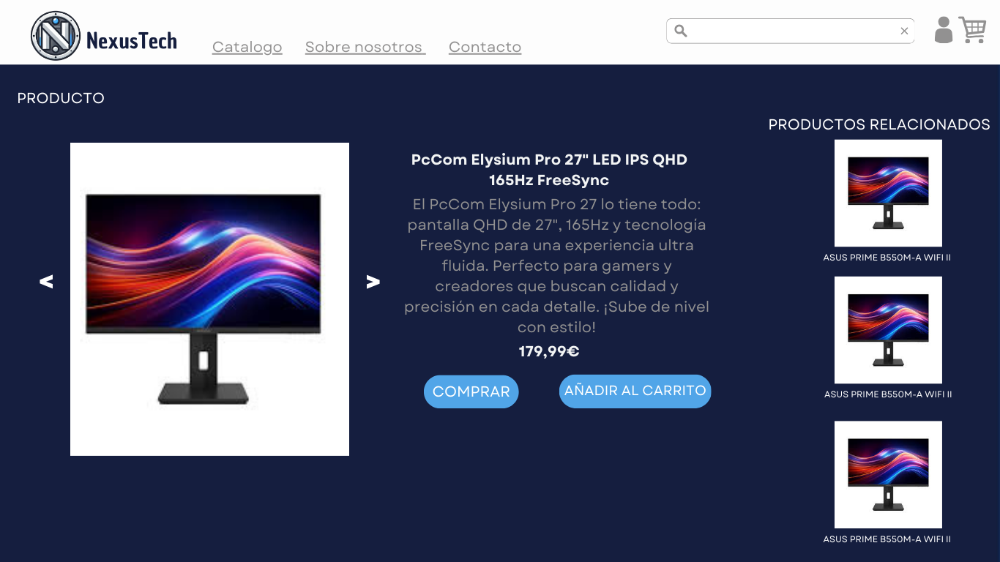 NexusTech
Catalogo
Sobre nosotros
Contacto
PRODUCTO
PRODUCTOS RELACIONADOS
PcCom Elysium Pro 27" LED IPS QHD
165Hz FreeSync
El PcCom Elysium Pro 27 lo tiene todo:
pantalla QHD de 27", 165Hz y tecnología
FreeSync para una experiencia ultra
fluida. Perfecto para gamers y
creadores que buscan calidad y
precisión en cada detalle. ¡Sube de nivel
con estilo!
179,99€
COMPRAR
AÑADIR AL CARRITO
<
>
ASUS PRIME B550M-A WIFI II
ASUS PRIME B550M-A WIFI II
ASUS PRIME B550M-A WIFI II